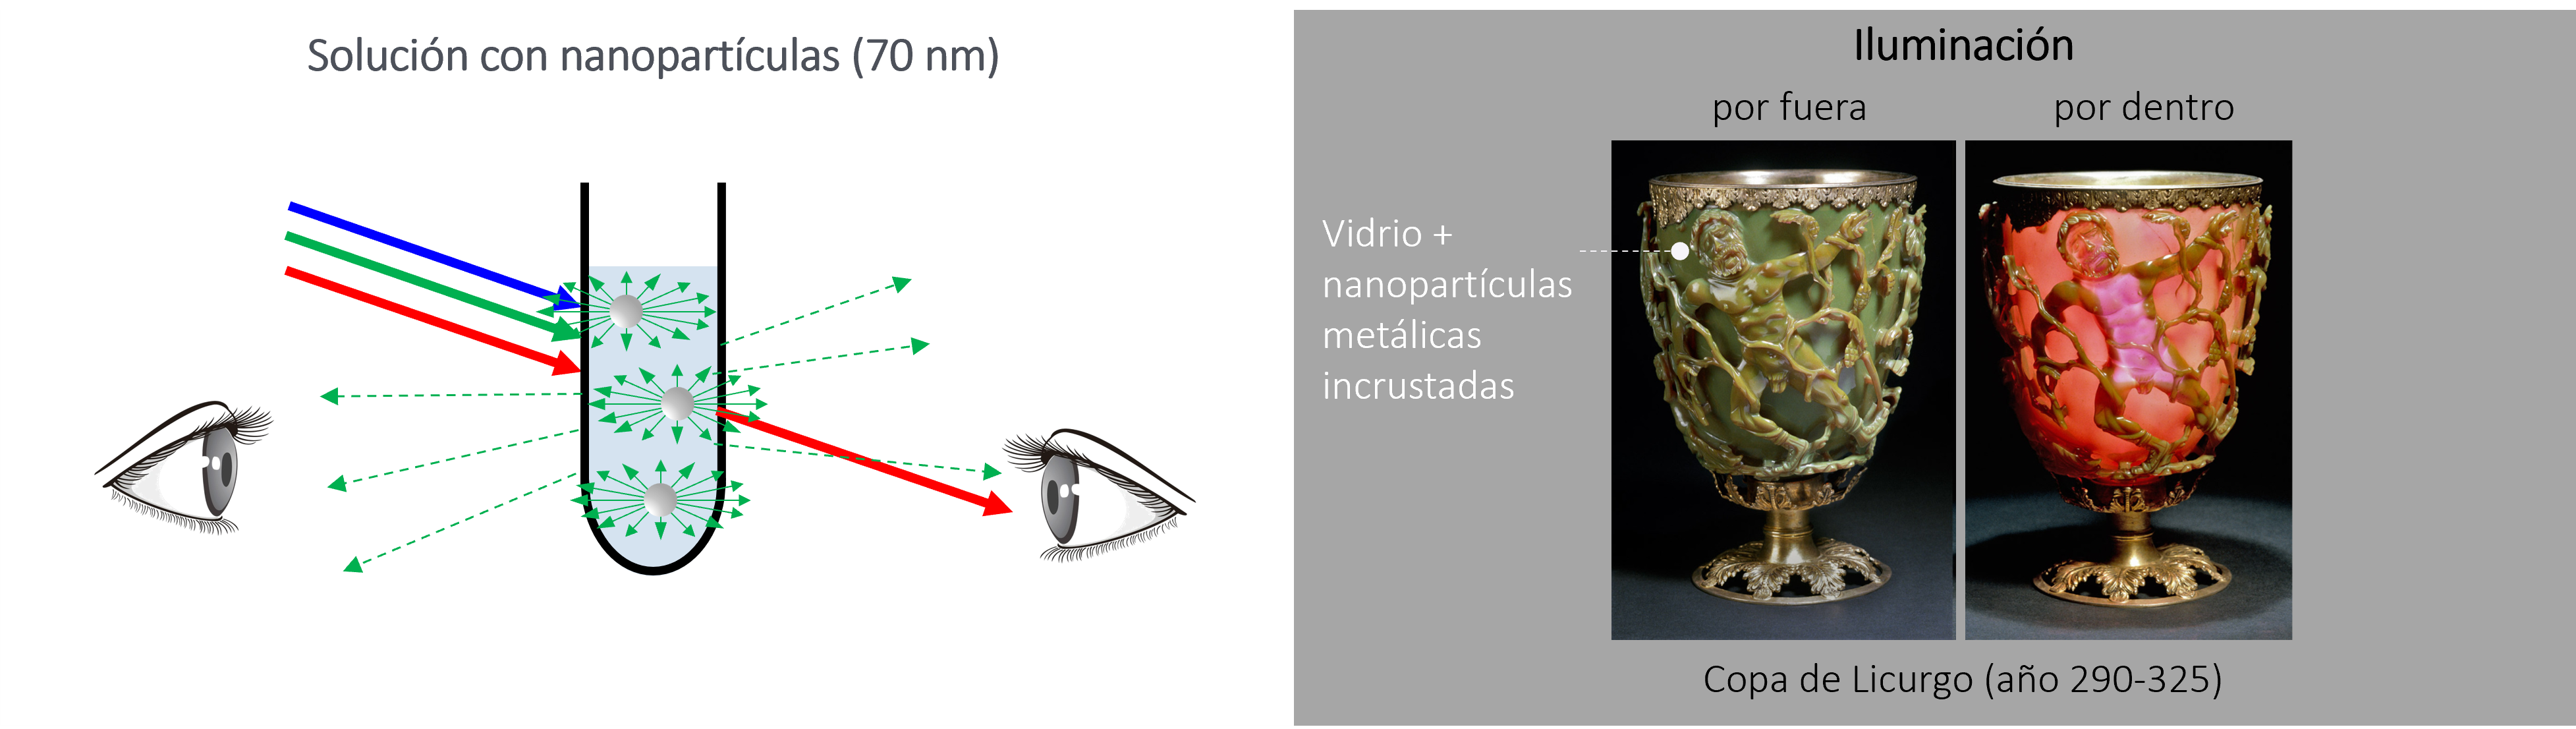 Solución con nanopartículas (70 nm)
Iluminación
por fuera
por dentro
Vidrio +
nanopartículas
metálicas
incrustadas
Copa de Licurgo (año 290-325)